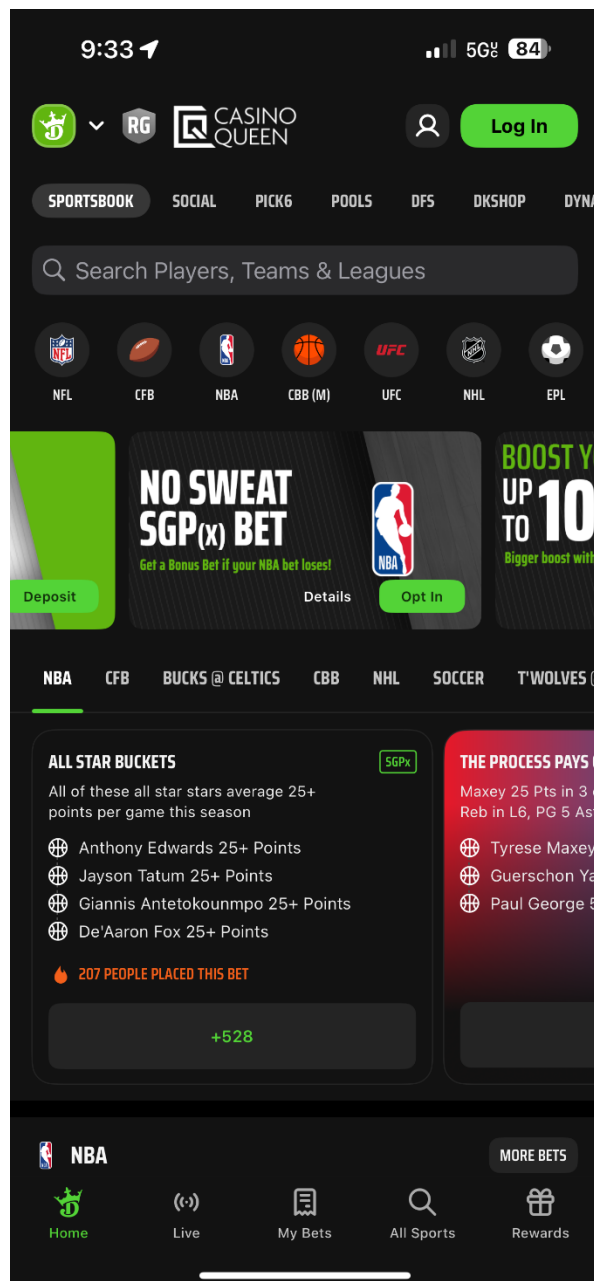 9:33
5G UC 84
RG CASINO
QUEEN
Log In
SPORTSBOOK SOCIAL PICK6 POOLS DFS DKSHOP DYNA
Search Players, Teams & Leagues
NFL
UFC
NHL
NFL CFB NBA CBB (M) UFC NHL EPL
Deposit
NO SWEAT
SGP(X) BET
Get a Bonus Bet if your NBA bet loses!
NBA
Details Opt In
BOOST Y
UP TO 10
Bigger boost with
NBA CFB BUCKS @ CELTICS CBB NHL SOCCER T'WOLVES @
ALL STAR BUCKETS SGPx
All of these all star stars average 25+
points per game this season
Anthony Edwards 25+ Points
Jayson Tatum 25+ Points
Giannis Antetokounmpo 25+ Points
De'Aaron Fox 25+ Points
207 PEOPLE PLACED THIS BET
+528
THE PROCESS PAYS
Maxey 25 Pts in 3
Reb in L6, PG 5 As
Tyrese Maxey
Guerschon Ya
Paul George 5
NBA MORE BETS
Home Live My Bets All Sports Rewards